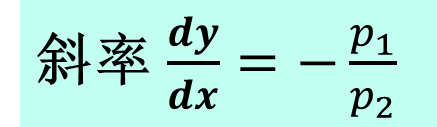 斜率 dy/dx = − p₁/p₂